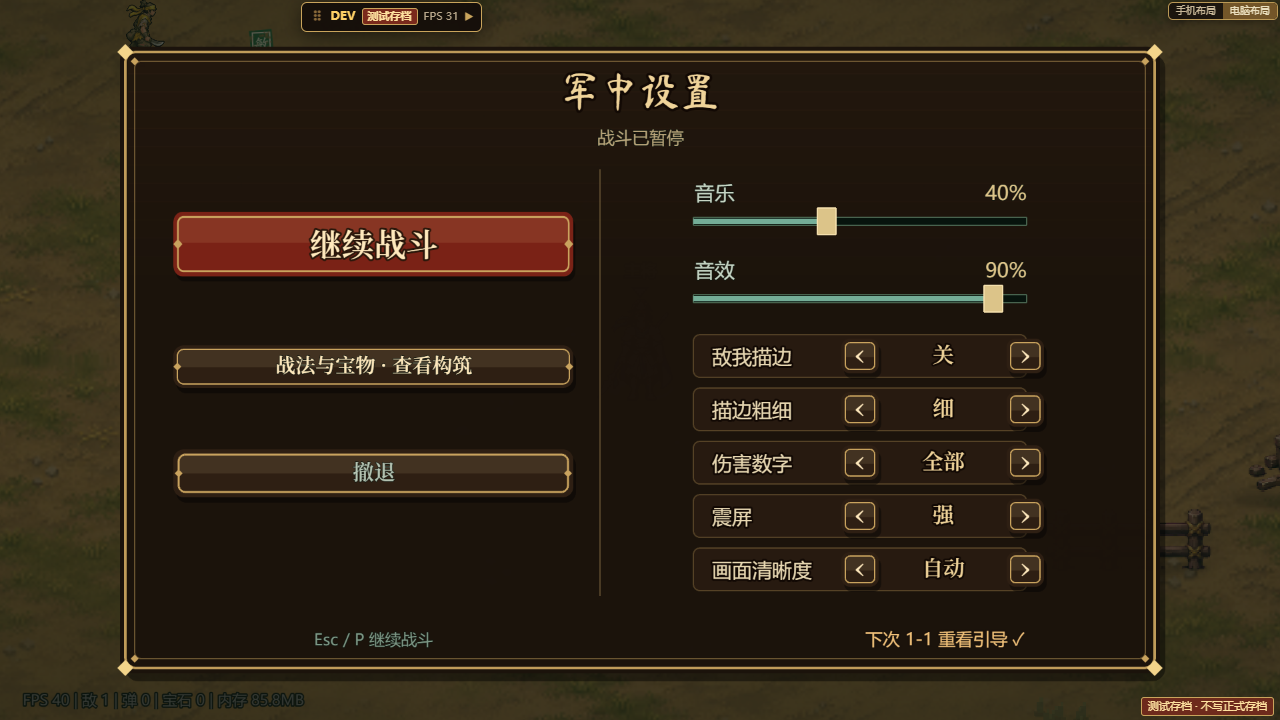 DEV 测试存档 FPS 31 ▶
手机布局 电脑布局
军中设置
战斗已暂停
继续战斗
战法与宝物 · 查看构筑
撤退
音乐 40%
音效 90%
敌我描边 < 关 >
描边粗细 < 细 >
伤害数字 < 全部 >
震屏 < 强 >
画面清晰度 < 自动 >
Esc / P 继续战斗
下次 1-1 重看引导 ✓
FPS 40 | 敌 1 | 弹 0 | 宝石 0 | 内存 85.8MB
测试存档 · 不写正式存档